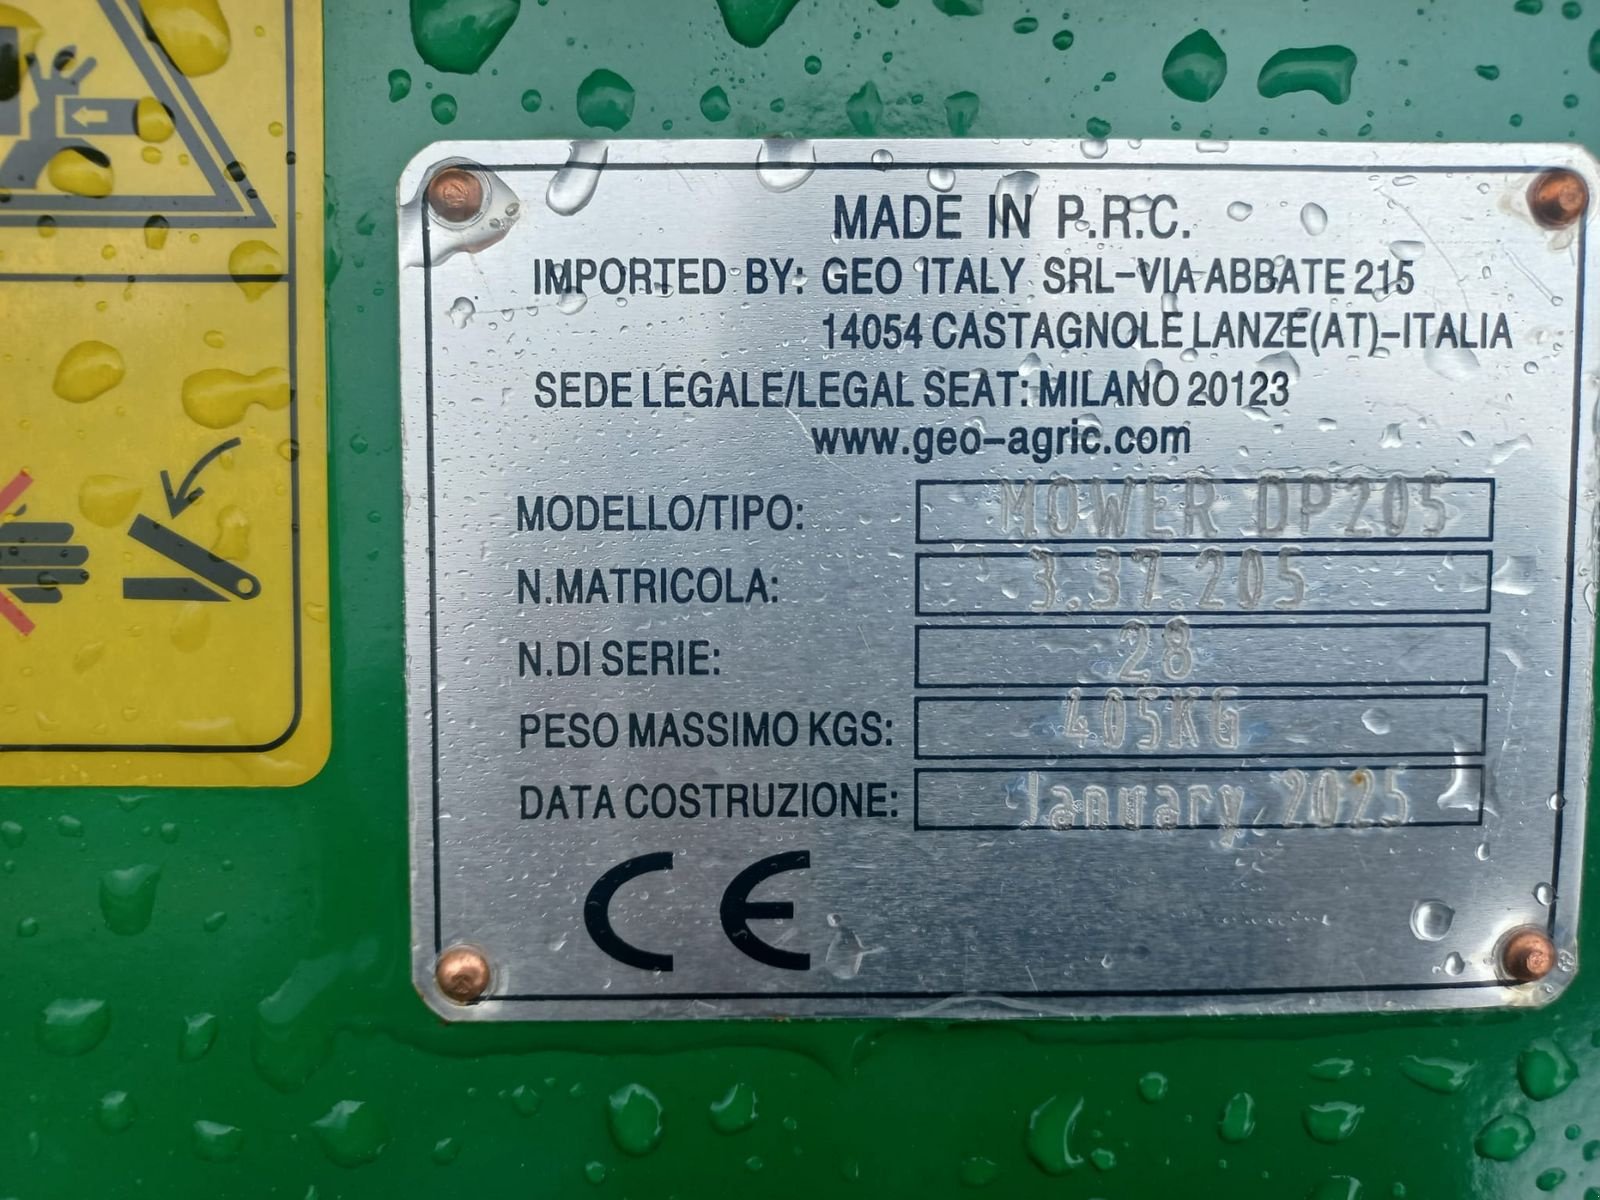 MADE IN P.R.C.
IMPORTED BY: GEO ITALY SRL-VIA ABBATE 215
14054 CASTAGNOLE LANZE(AT)-ITALIA
SEDE LEGALE/LEGAL SEAT: MILANO 20123
www.geo-agric.com
MODELLO/TIPO: MOWER DP205
N.MATRICOLA: 3.37.205
N.DI SERIE: 28
PESO MASSIMO KGS: 405KG
DATA COSTRUZIONE: January.2025
CE